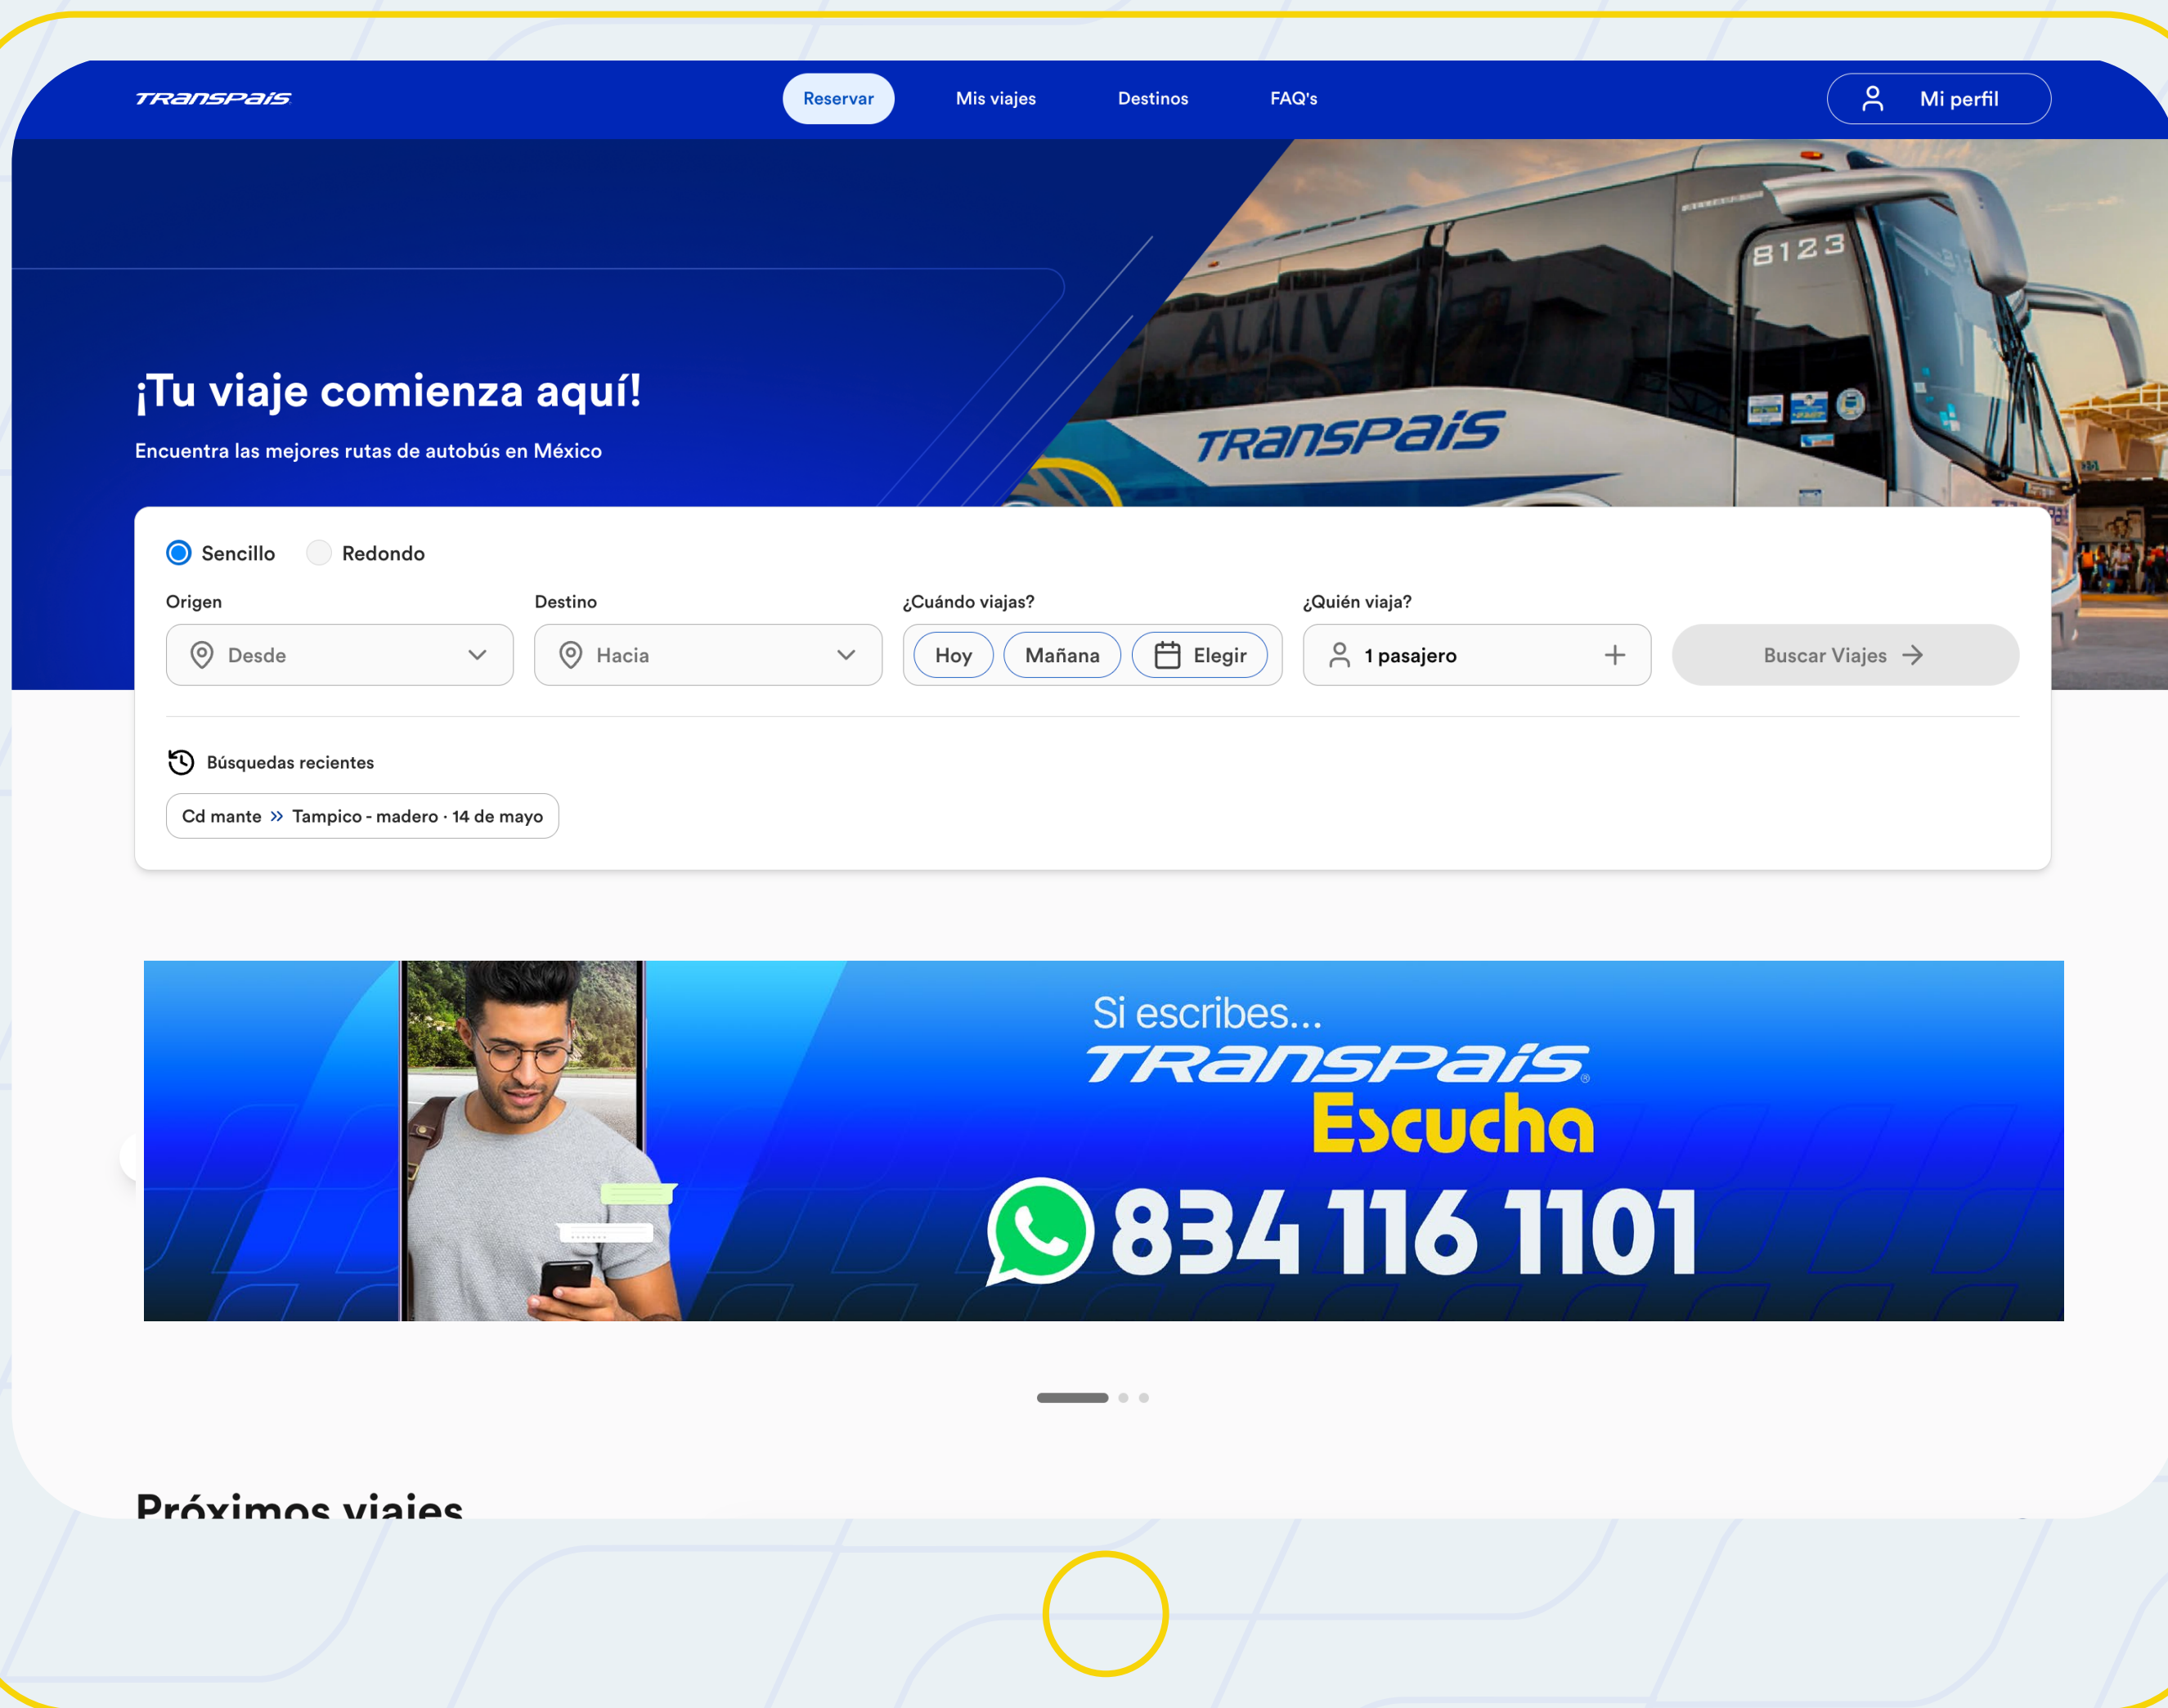 TRANSPAIS
Reservar
Mis viajes
Destinos
FAQ's
Mi perfil
8123
TRANSPAIS
¡Tu viaje comienza aquí!
Encuentra las mejores rutas de autobús en México
Sencillo
Redondo
Origen
Destino
¿Cuándo viajas?
¿Quién viaja?
Desde
Hacia
Hoy
Mañana
Elegir
1 pasajero
Buscar Viajes
Búsquedas recientes
Cd mante » Tampico - madero · 14 de mayo
Si escribes...
TRANSPAIS®
Escucha
834 116 1101
Próximos viajes